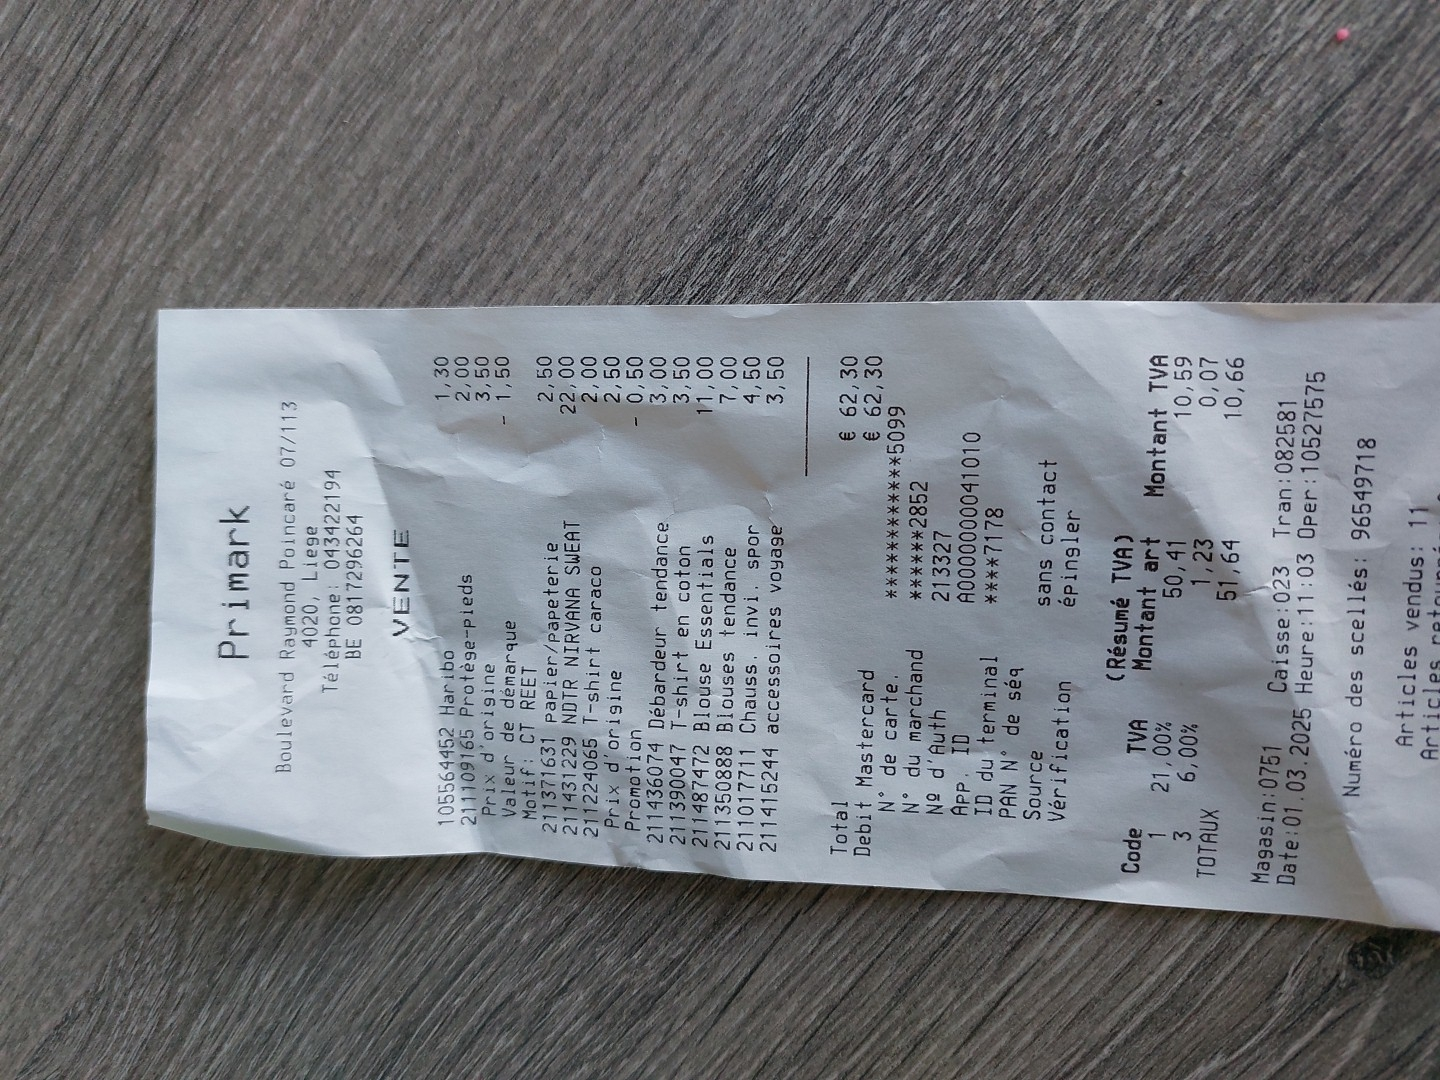 Primark
Boulevard Raymond Poincaré 07/113
4020, Liege
Téléphone: 043422194
BE 0817296264
VENTE
105564452 Haribo 1,30
211109165 Protège-pieds 2,00
Prix d'origine 3,50
Valeur de démarque - 1,50
Motif: CT REET
211371631 papier/papeterie 2,50
211431229 NDTR NIRVANA SWEAT 22,00
211224065 T-shirt caraco 2,00
Prix d'origine 2,50
Promotion - 0,50
211436074 Débardeur tendance 3,00
211390047 T-shirt en coton 3,50
211487472 Blouse Essentials 11,00
211350888 Blouses tendance 7,00
211017711 Chauss. invi. spor 4,50
211415244 accessoires voyage 3,50
Total € 62,30
Debit Mastercard € 62,30
N° de carte. ************5099
N° du marchand ******2852
Nº d'Auth 213327
App. ID A0000000041010
ID du terminal ****7178
PAN N° de séq
Source sans contact
Vérification épingler
(Résumé TVA)
Code TVA Montant art Montant TVA
1 21,00% 50,41 10,59
3 6,00% 1,23 0,07
TOTAUX 51,64 10,66
Magasin:0751 Caisse:023 Tran:082581
Date:01.03.2025 Heure:11:03 Oper:10527575
Numéro des scellés: 96549718
Articles vendus: 11
Articles